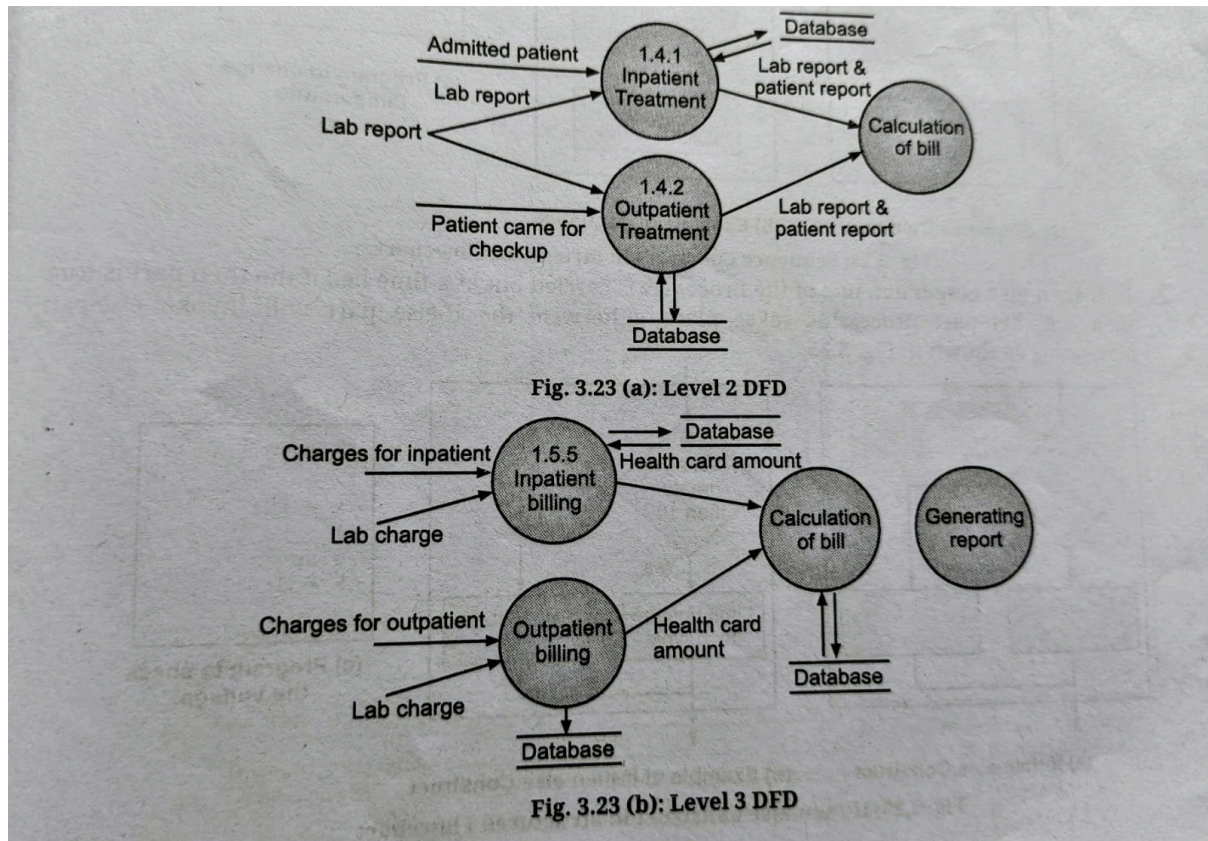 Database
Admitted patient
1.4.1
Inpatient
Treatment
Lab report &
patient report
Lab report
Lab report
Calculation
of bill
1.4.2
Outpatient
Treatment
Patient came for
checkup
Lab report &
patient report
Database
Fig. 3.23 (a): Level 2 DFD
Charges for inpatient
1.5.5
Inpatient
billing
Database
Health card amount
Lab charge
Calculation
of bill
Generating
report
Charges for outpatient
Outpatient
billing
Health card
amount
Lab charge
Database
Database
Fig. 3.23 (b): Level 3 DFD